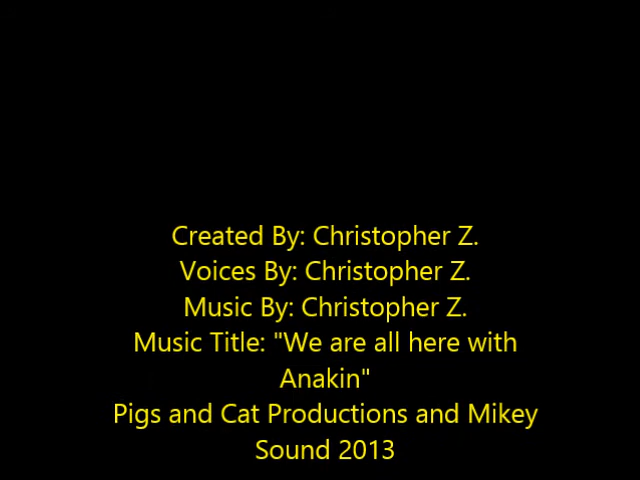 Created By: Christopher Z.
Voices By: Christopher Z.
Music By: Christopher Z.
Music Title: "We are all here with
Anakin"
Pigs and Cat Productions and Mikey
Sound 2013